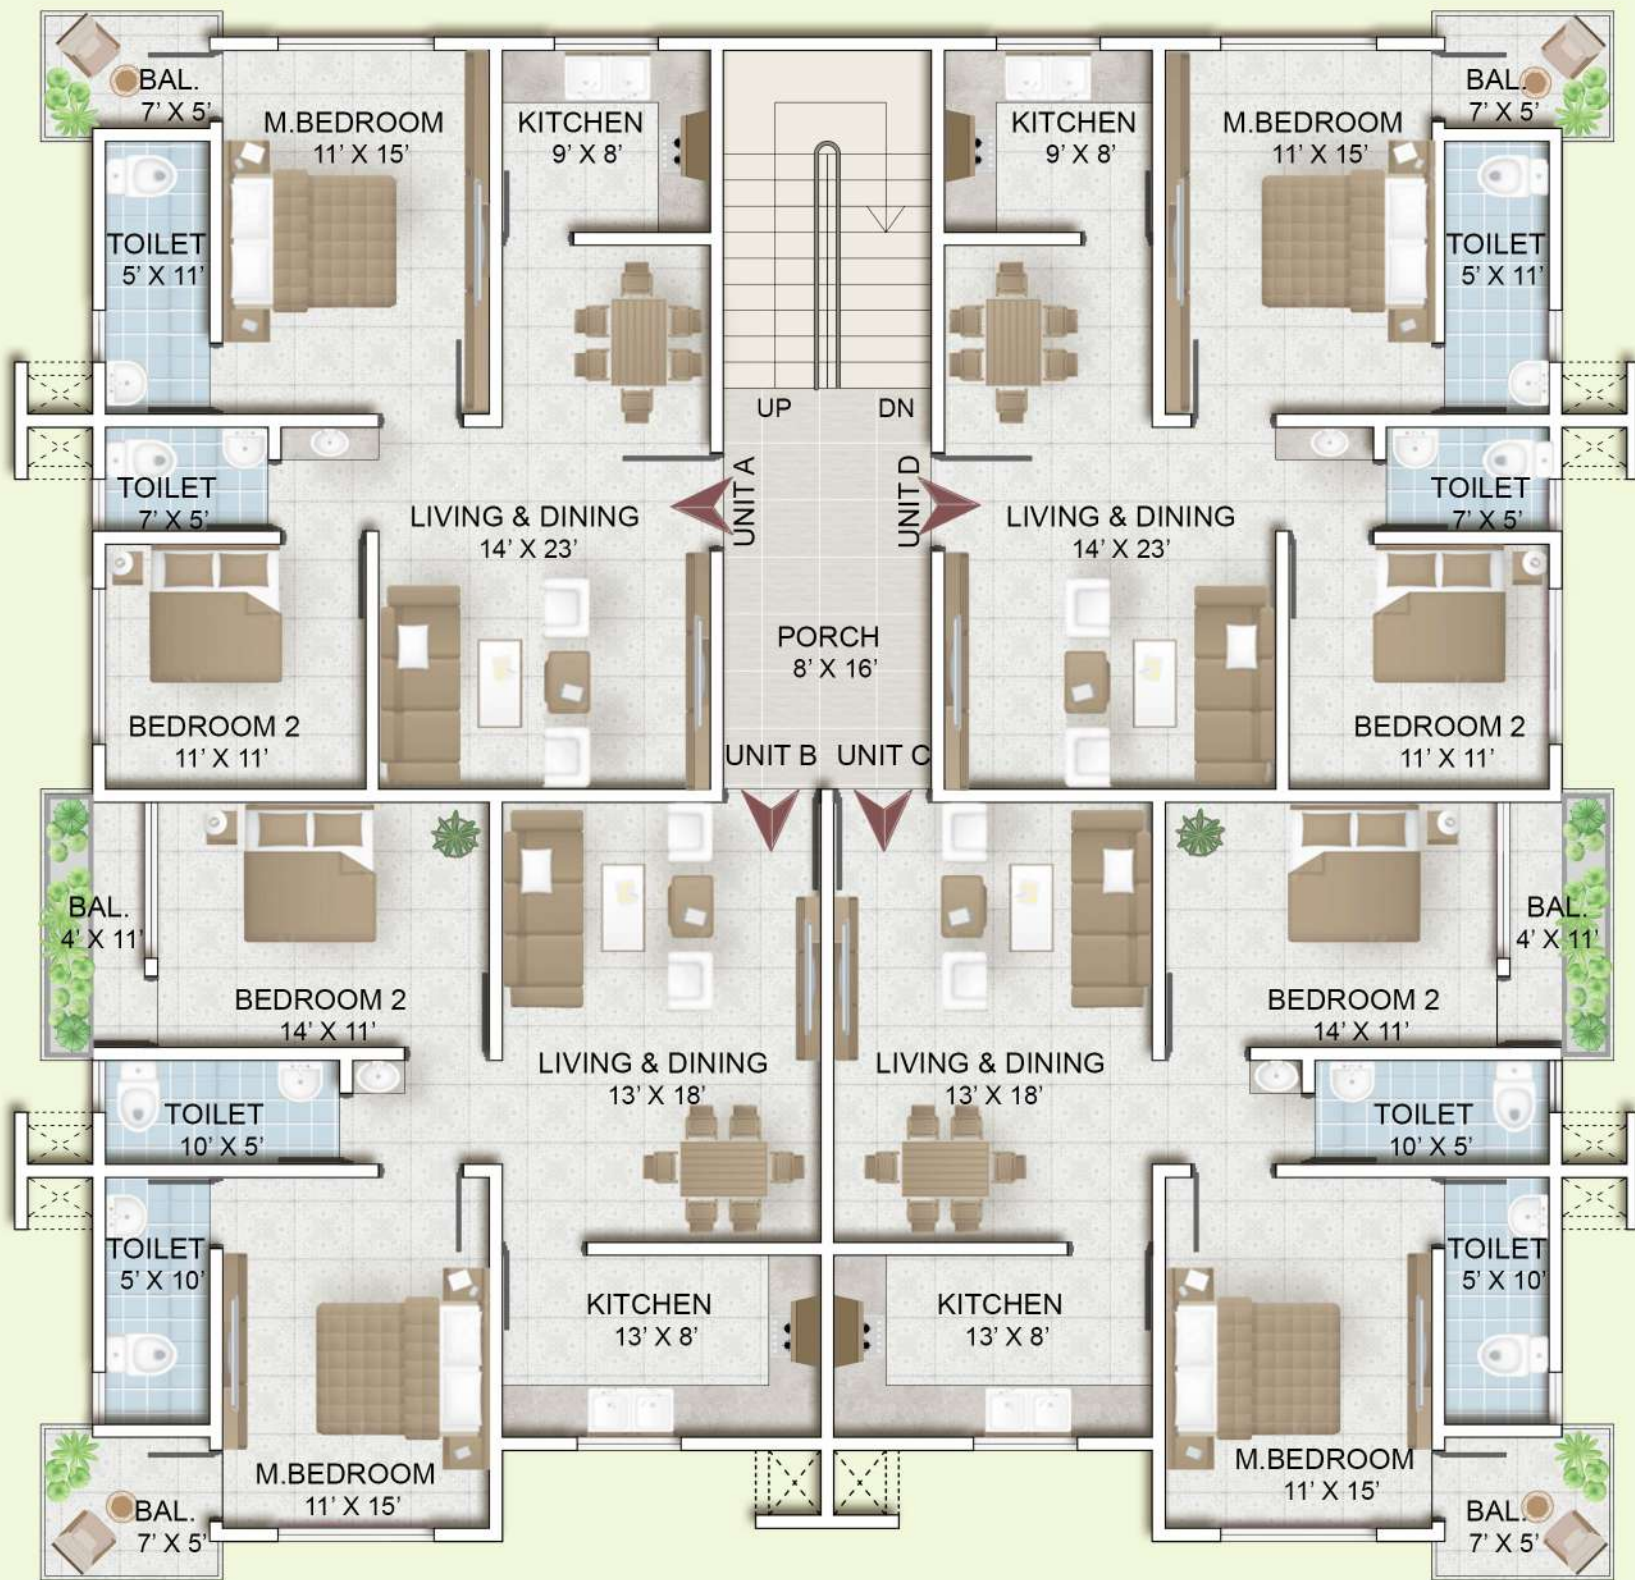 BAL.
7' X 5'
M.BEDROOM
11' X 15'
KITCHEN
9' X 8'
KITCHEN
9' X 8'
M.BEDROOM
11' X 15'
BAL.
7' X 5'
TOILET
5' X 11'
TOILET
5' X 11'
UP
DN
TOILET
7' X 5'
LIVING & DINING
14' X 23'
UNIT A
UNIT D
LIVING & DINING
14' X 23'
TOILET
7' X 5'
PORCH
8' X 16'
BEDROOM 2
11' X 11'
UNIT B
UNIT C
BEDROOM 2
11' X 11'
BAL.
4' X 11'
BAL.
4' X 11'
BEDROOM 2
14' X 11'
BEDROOM 2
14' X 11'
LIVING & DINING
13' X 18'
LIVING & DINING
13' X 18'
TOILET
10' X 5'
TOILET
10' X 5'
TOILET
5' X 10'
TOILET
5' X 10'
KITCHEN
13' X 8'
KITCHEN
13' X 8'
M.BEDROOM
11' X 15'
M.BEDROOM
11' X 15'
BAL.
7' X 5'
BAL.
7' X 5'